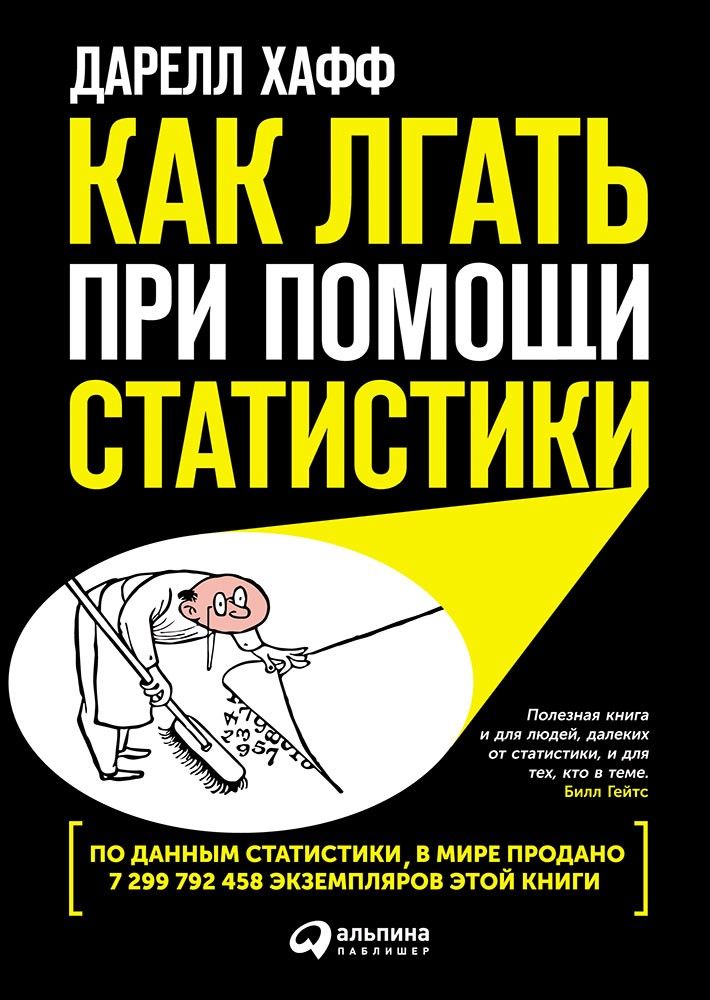 ДАРЕЛЛ ХАФФ
КАК ЛГАТЬ
ПРИ ПОМОЩИ
СТАТИСТИКИ
Полезная книга
и для людей, далеких
от статистики, и для
тех, кто в теме.
Билл Гейтс
ПО ДАННЫМ СТАТИСТИКИ, В МИРЕ ПРОДАНО
7 299 792 458 ЭКЗЕМПЛЯРОВ ЭТОЙ КНИГИ
альпина
ПАБЛИШЕР